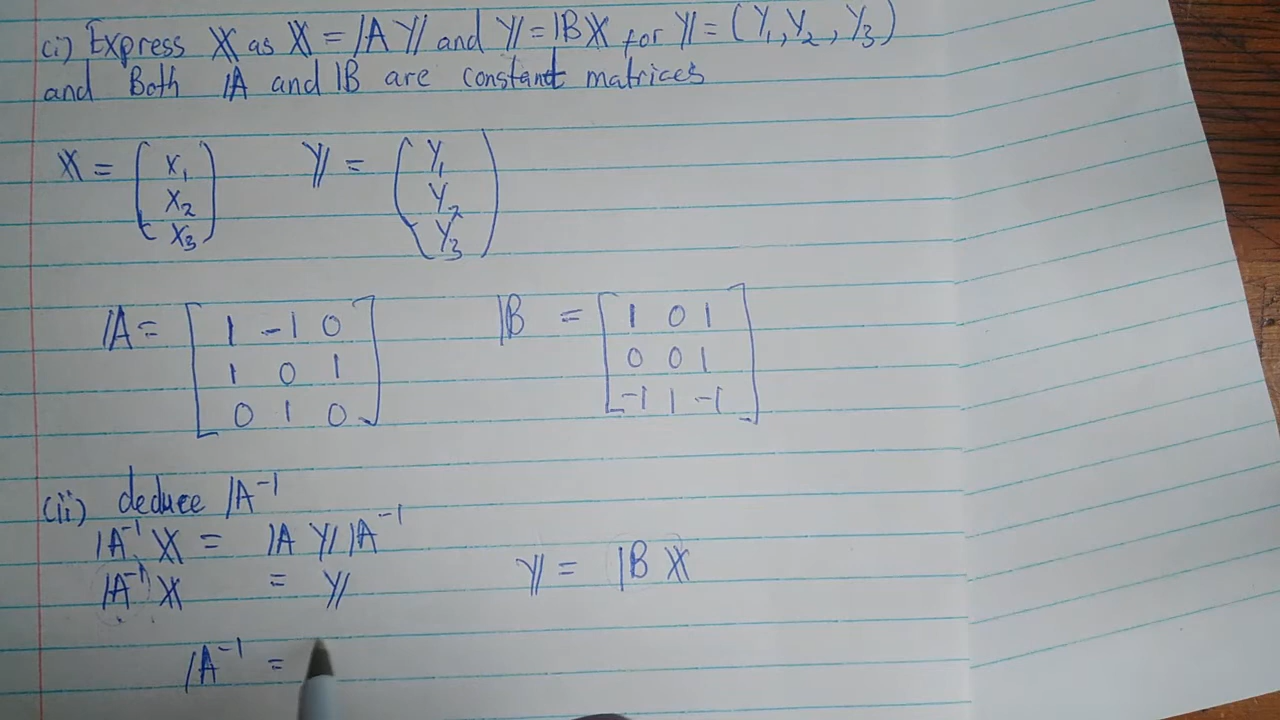 (i) Express X as X = A Y and Y = B X for Y = (Y₁, Y₂, Y₃)
and Both A and B are constant matrices
X = ( X₁ X₂ X₃ ) Y = ( Y₁ Y₂ Y₃ )
A = [ 1 -1 0 B = [ 1 0 1
1 0 1 0 0 1
0 1 0 ] -1 1 -1 ]
(ii) deduce A⁻¹
A⁻¹ X = A Y A⁻¹
A⁻¹ X = Y Y = B X
A⁻¹ =